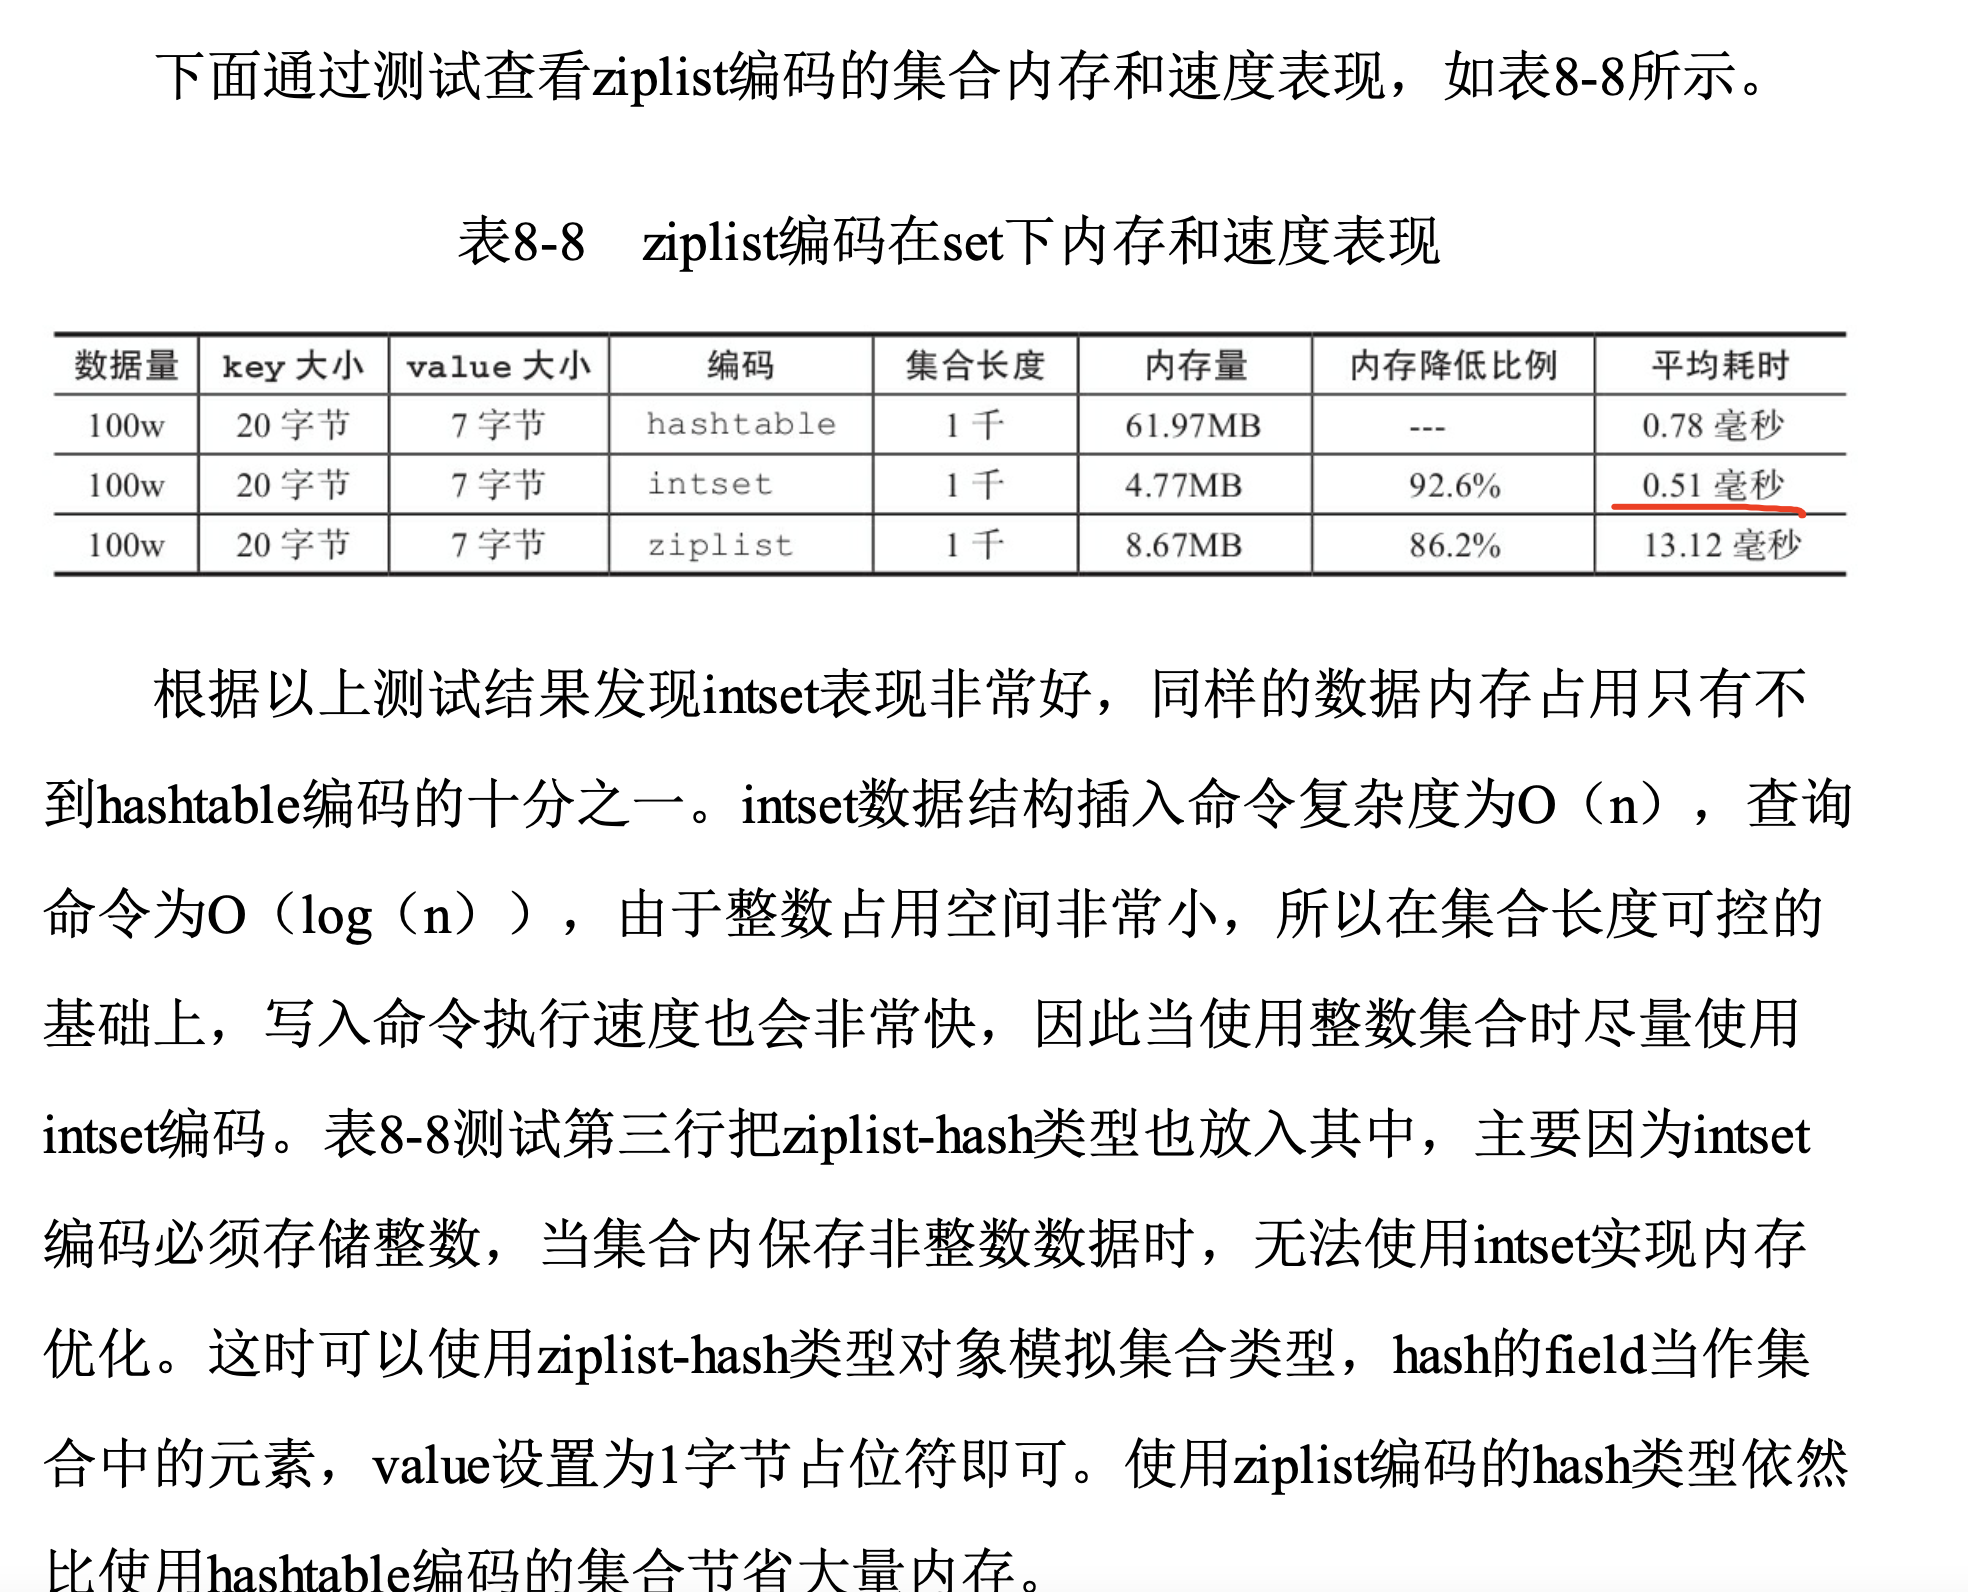 下面通过测试查看ziplist编码的集合内存和速度表现，如表8-8所示。
表8-8 ziplist编码在set下内存和速度表现
数据量 key 大小 value 大小 编码 集合长度 内存量 内存降低比例 平均耗时
100w 20 字节 7 字节 hashtable 1 千 61.97MB --- 0.78 毫秒
100w 20 字节 7 字节 intset 1 千 4.77MB 92.6% 0.51 毫秒
100w 20 字节 7 字节 ziplist 1 千 8.67MB 86.2% 13.12 毫秒
根据以上测试结果发现intset表现非常好，同样的数据内存占用只有不
到hashtable编码的十分之一。intset数据结构插入命令复杂度为O（n），查询
命令为O（log（n）），由于整数占用空间非常小，所以在集合长度可控的
基础上，写入命令执行速度也会非常快，因此当使用整数集合时尽量使用
intset编码。表8-8测试第三行把ziplist-hash类型也放入其中，主要因为intset
编码必须存储整数，当集合内保存非整数数据时，无法使用intset实现内存
优化。这时可以使用ziplist-hash类型对象模拟集合类型，hash的field当作集
合中的元素，value设置为1字节占位符即可。使用ziplist编码的hash类型依然
比使用hashtable编码的集合节省大量内存。